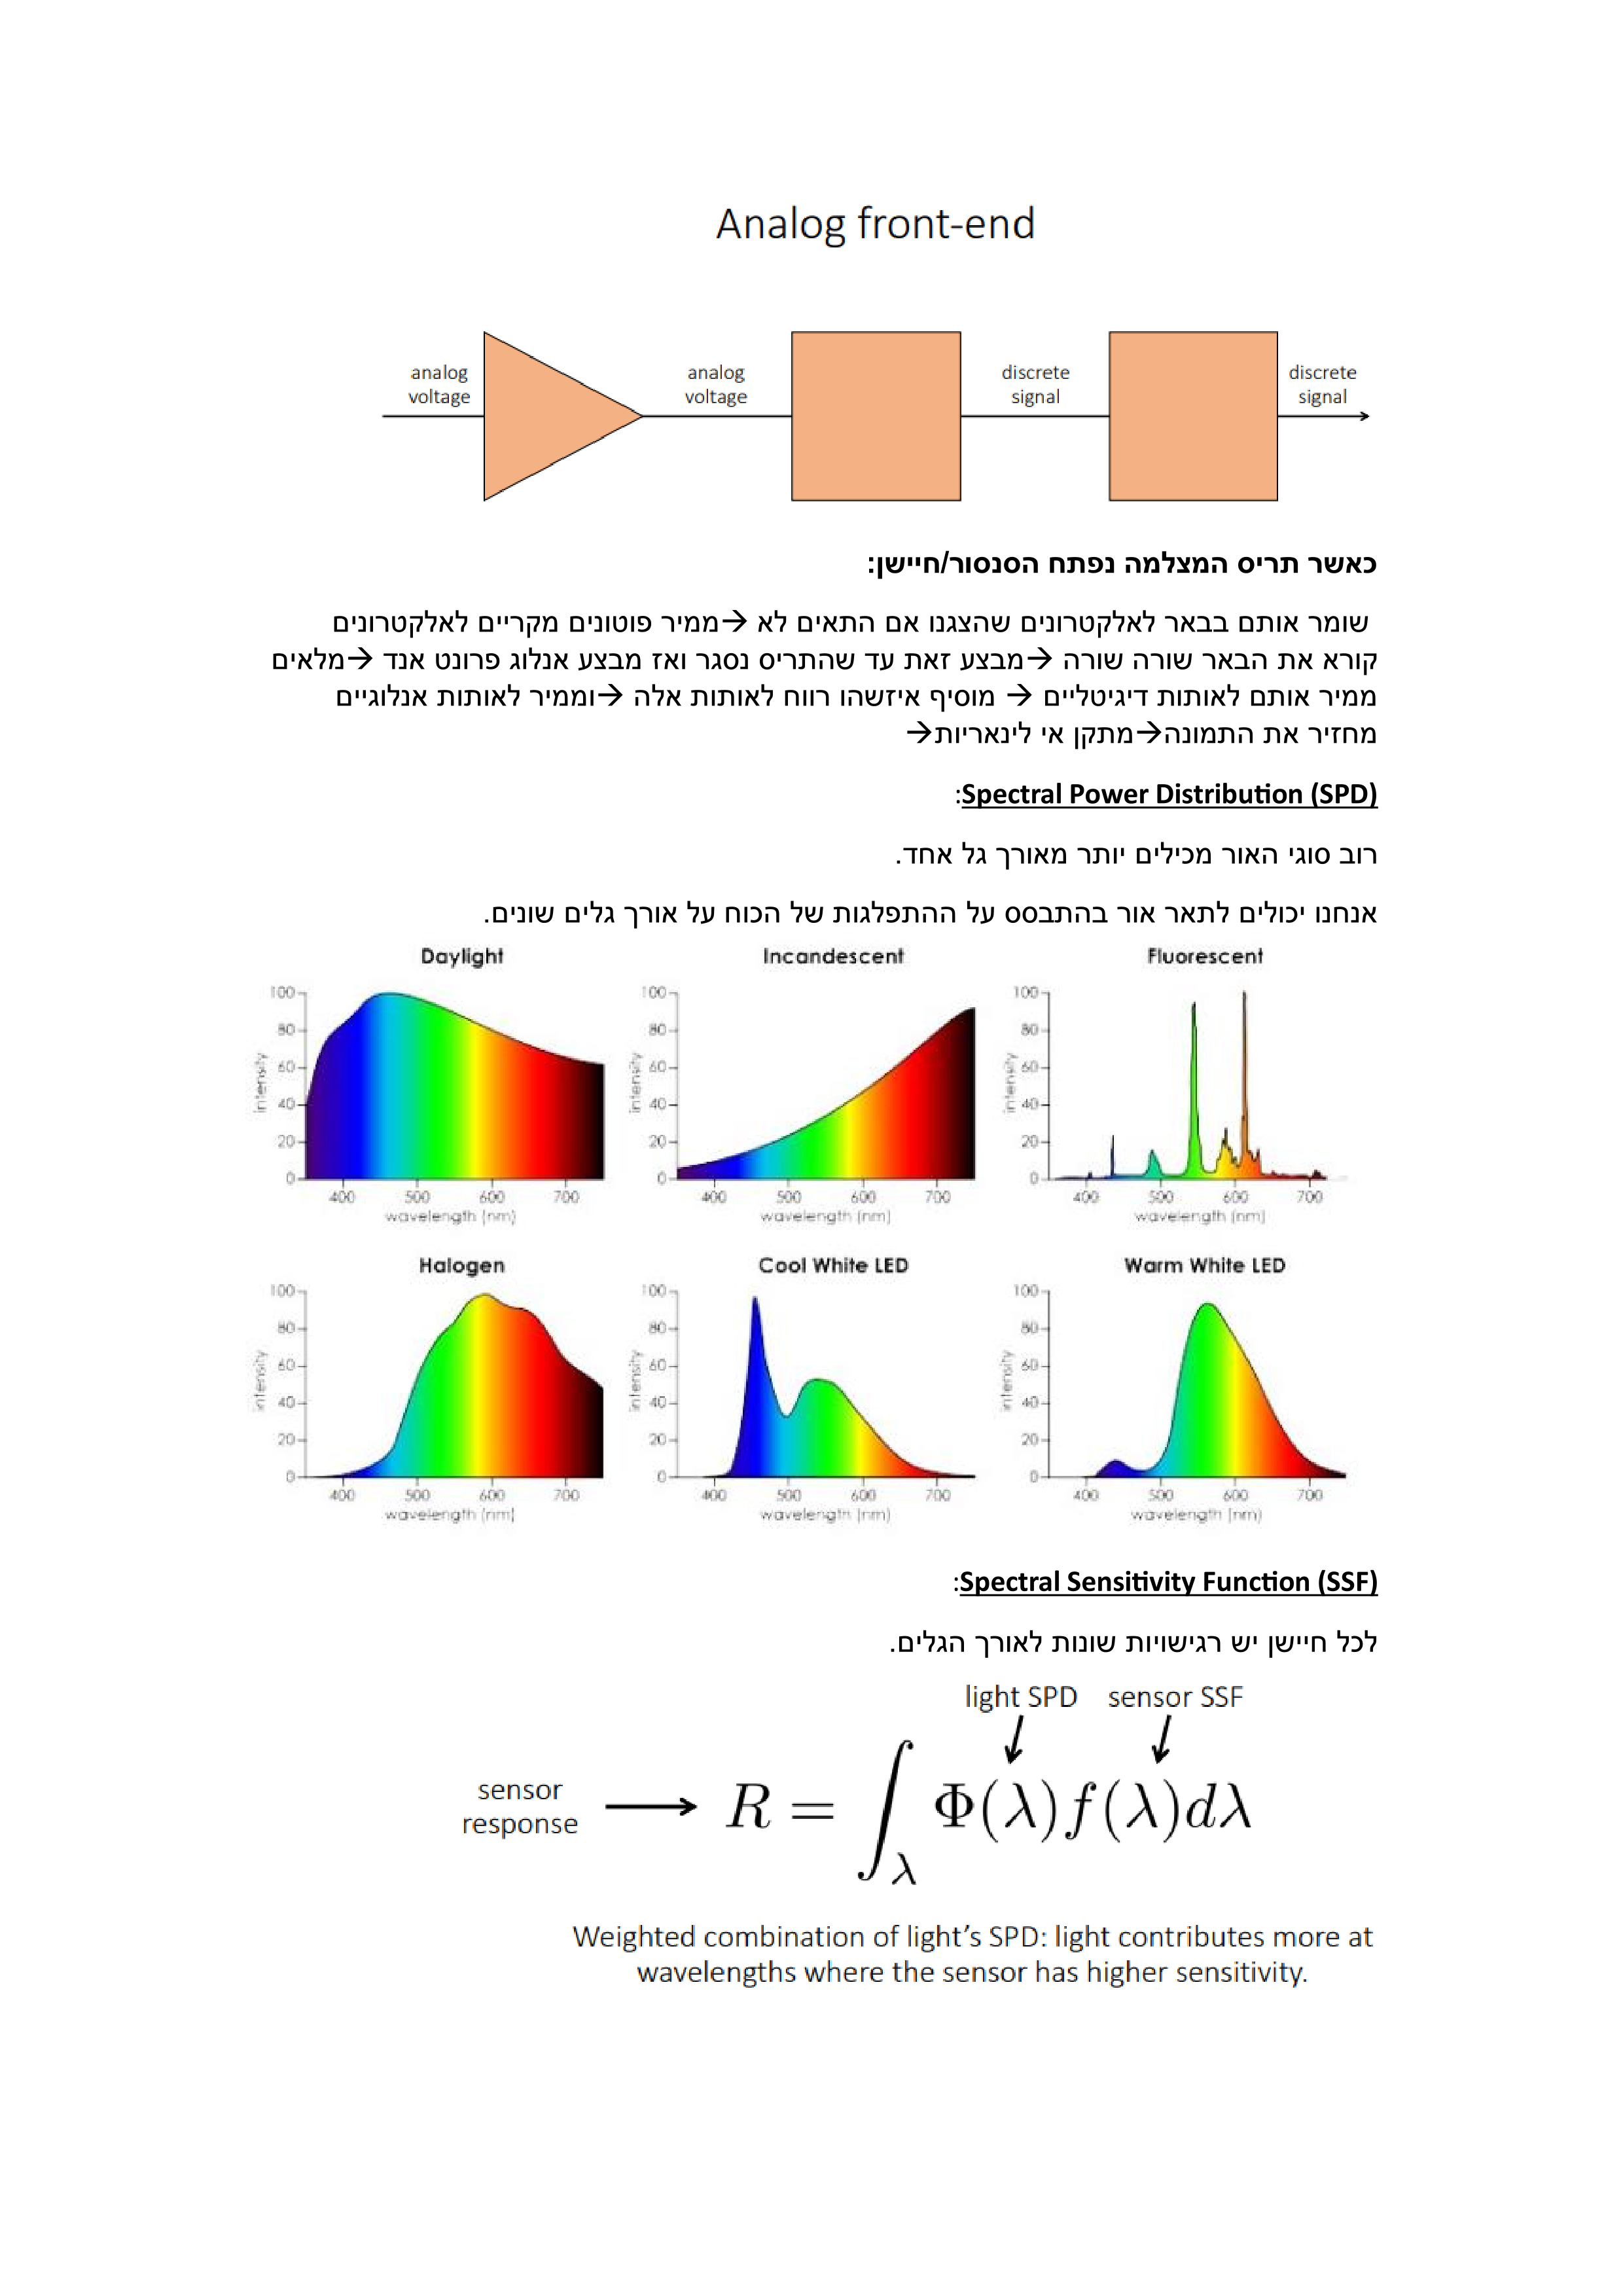 Analog front-end
analog voltage
analog voltage
discrete signal
discrete signal
כאשר תריס המצלמה נפתח הסנסור/חיישן:
שומר אותם בבאר לאלקטרונים שהצגנו אם התאים לא →ממיר פוטונים מקריים לאלקטרונים
קורא את הבאר שורה שורה →מבצע זאת עד שהתריס נסגר ואז מבצע אנלוג פרונט אנד →מלאים
ממיר אותם לאותות דיגיטליים → מוסיף איזשהו רווח לאותות אלה →וממיר לאותות אנלוגיים
מחזיר את התמונה→מתקן אי לינאריות→
Spectral Power Distribution (SPD):
רוב סוגי האור מכילים יותר מאורך גל אחד.
אנחנו יכולים לתאר אור בהתבסס על ההתפלגות של הכוח על אורך גלים שונים.
Daylight
intensity
100
80
60
40
20
0
400 500 600 700
wavelength (nm)
Incandescent
intensity
100
80
60
40
20
0
400 500 600 700
wavelength (nm)
Fluorescent
intensity
100
80
60
40
20
0
400 500 600 700
wavelength (nm)
Halogen
intensity
100
80
60
40
20
0
400 500 600 700
wavelength (nm)
Cool White LED
intensity
100
80
60
40
20
0
400 500 600 700
wavelength (nm)
Warm White LED
intensity
100
80
60
40
20
0
400 500 600 700
wavelength (nm)
Spectral Sensitivity Function (SSF):
לכל חיישן יש רגישויות שונות לאורך הגלים.
light SPD sensor SSF
sensor
response
R = ∫_λ Φ(λ)f(λ)dλ
Weighted combination of light's SPD: light contributes more at
wavelengths where the sensor has higher sensitivity.